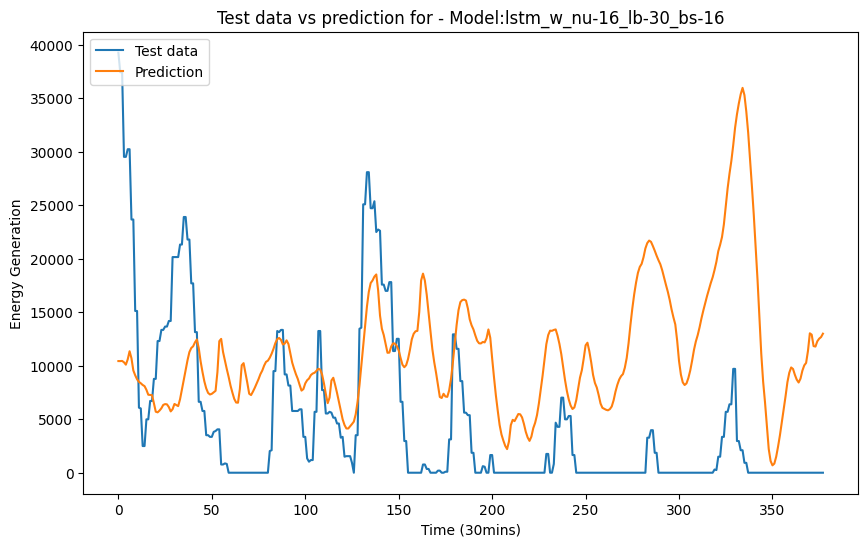 Test data vs prediction for - Model:lstm_w_nu-16_lb-30_bs-16
Test data
Prediction
40000
35000
30000
25000
20000
15000
10000
5000
0
Energy Generation
0 50 100 150 200 250 300 350
Time (30mins)